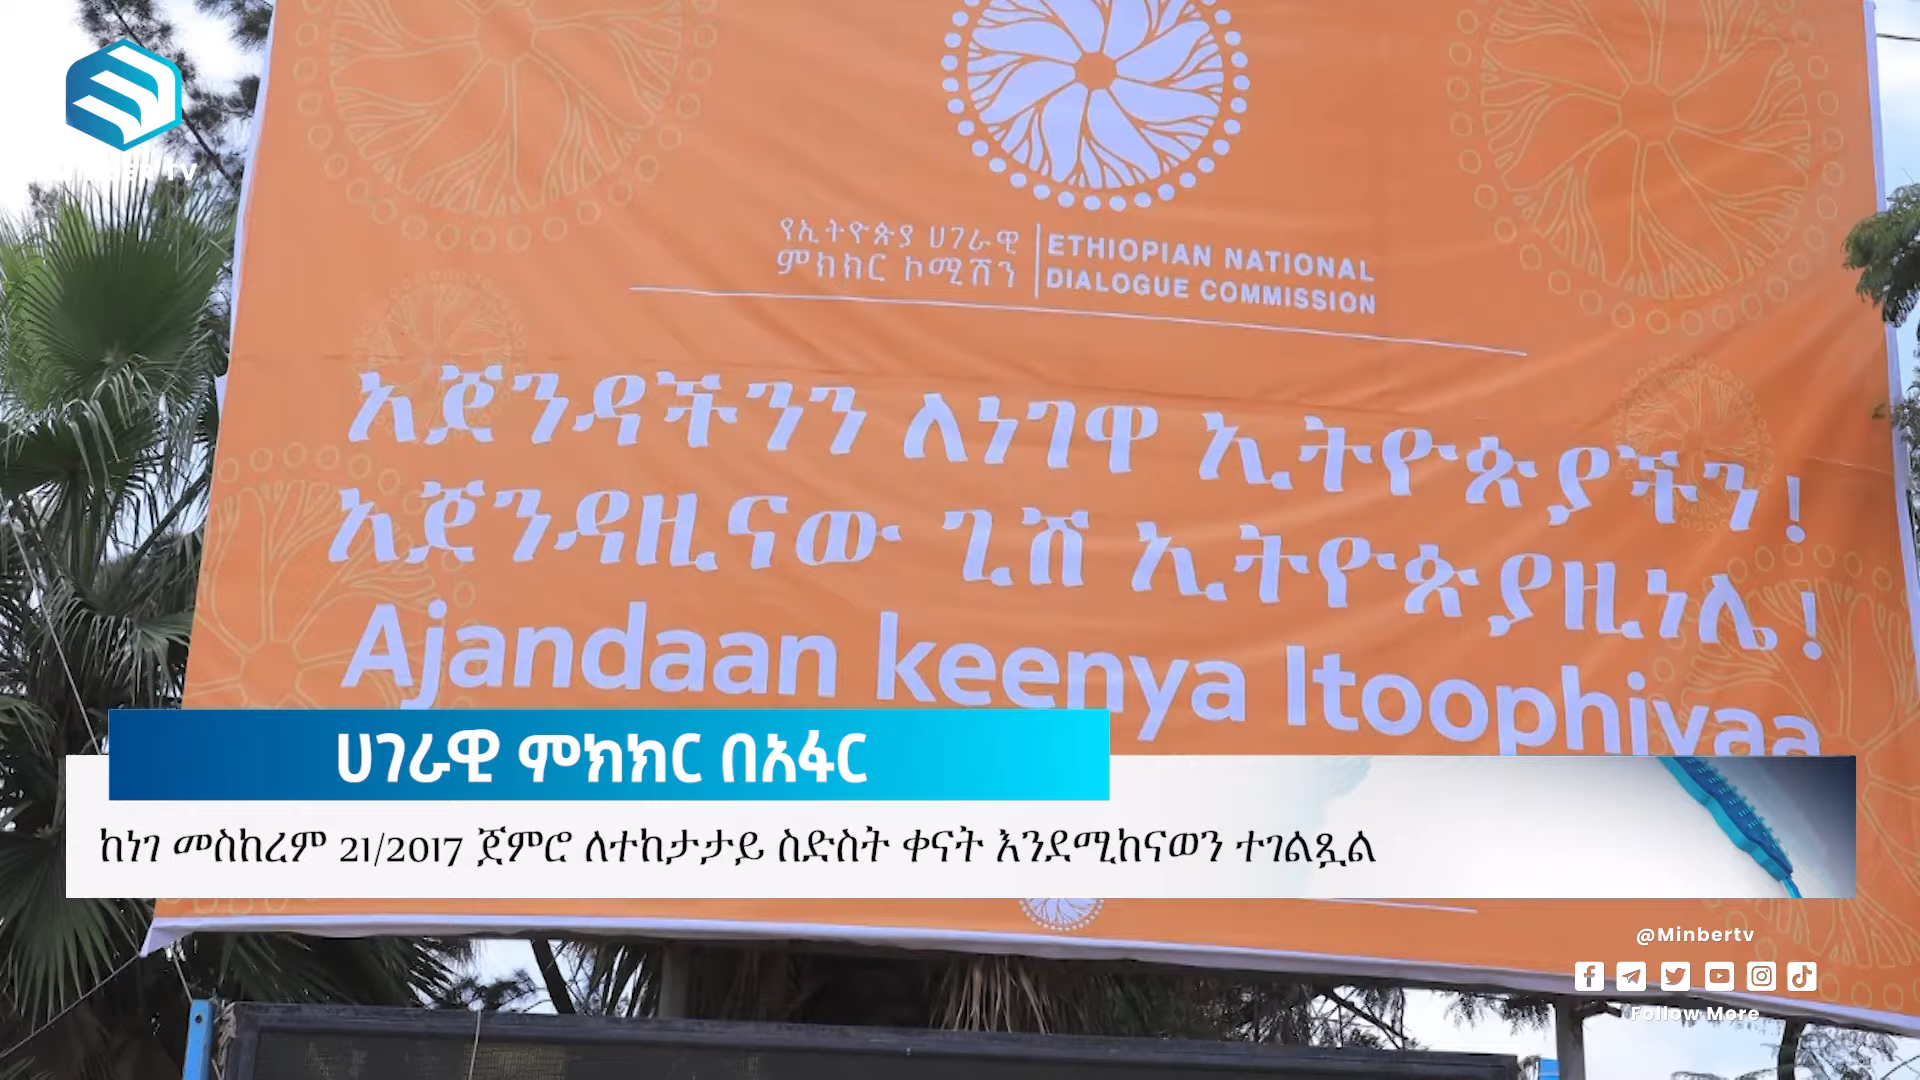 የኢትዮጵያ ሀገራዊ
ምክክር ኮሚሽን
ETHIOPIAN NATIONAL
DIALOGUE COMMISSION
አጀንዳችንን ለነገዋ ኢትዮጵያችን!
አጀንዳዚናው ጊሽ ኢትዮጵያዚነሌ!
Ajandaan keenya Itoophiyaa
ሀገራዊ ምክክር በአፋር
ከነገ መስከረም 21/2017 ጀምሮ ለተከታታይ ስድስት ቀናት እንደሚከናወን ተገልጿል
@Minbertv
Follow More